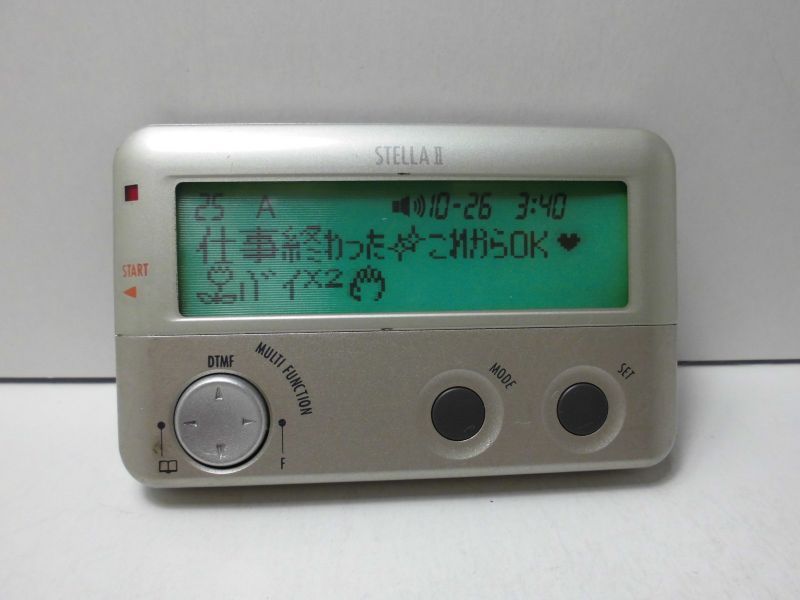 STELLA II
25 A 10-26 3:40
仕事終わった☆これからOK♥
バイX2
START
DTMF
MULTI FUNCTION
MODE
SET
F